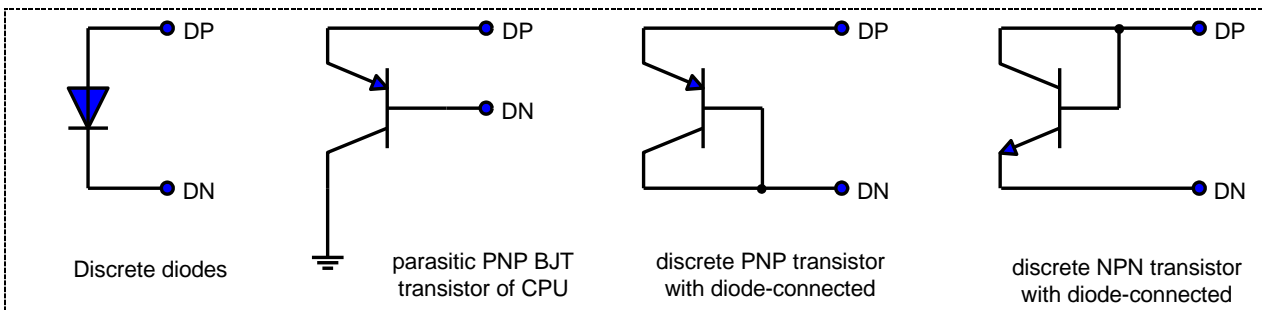 DP
DN
Discrete diodes
DP
DN
parasitic PNP BJT
transistor of CPU
DP
DN
discrete PNP transistor
with diode-connected
DP
DN
discrete NPN transistor
with diode-connected